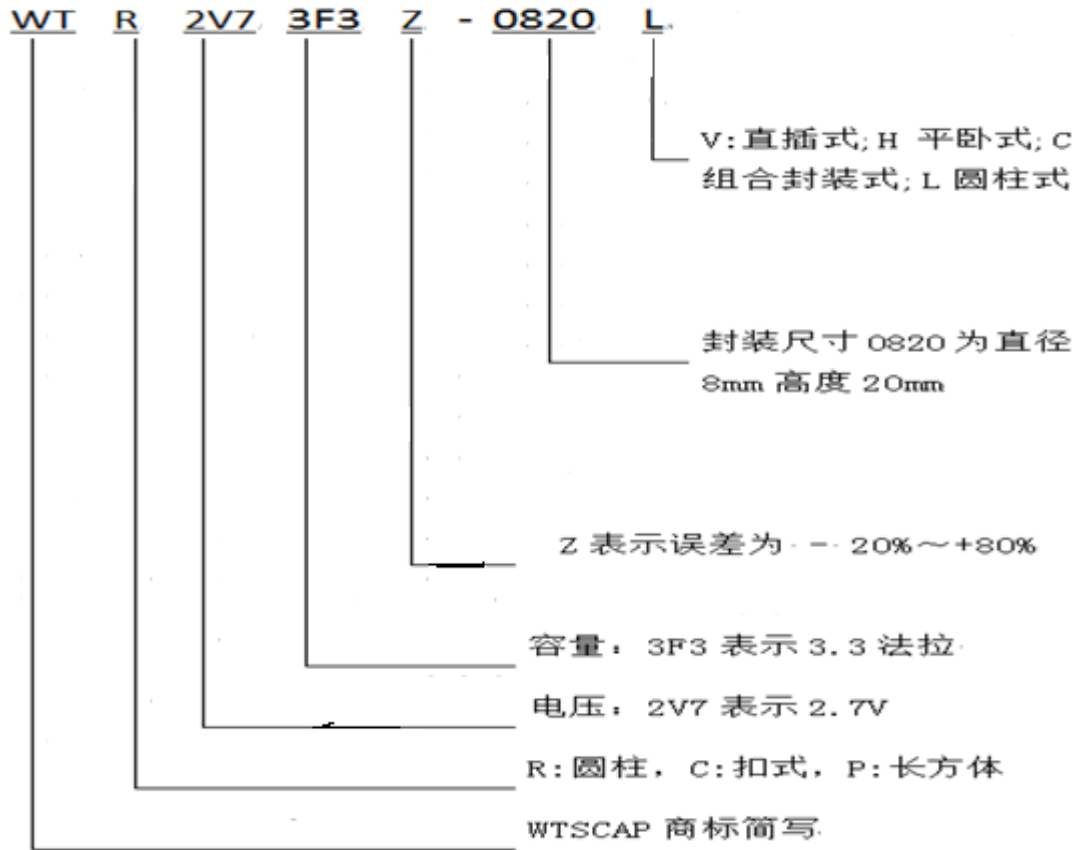 WT R 2V7 3F3 Z - 0820 L
V:直插式;H 平卧式;C
组合封装式;L 圆柱式
封装尺寸 0820 为直径
8mm 高度 20mm
Z 表示误差为 - 20%～+80%
容量：3F3 表示 3.3 法拉
电压：2V7 表示 2.7V
R:圆柱，C:扣式，P:长方体
WTSCAP 商标简写